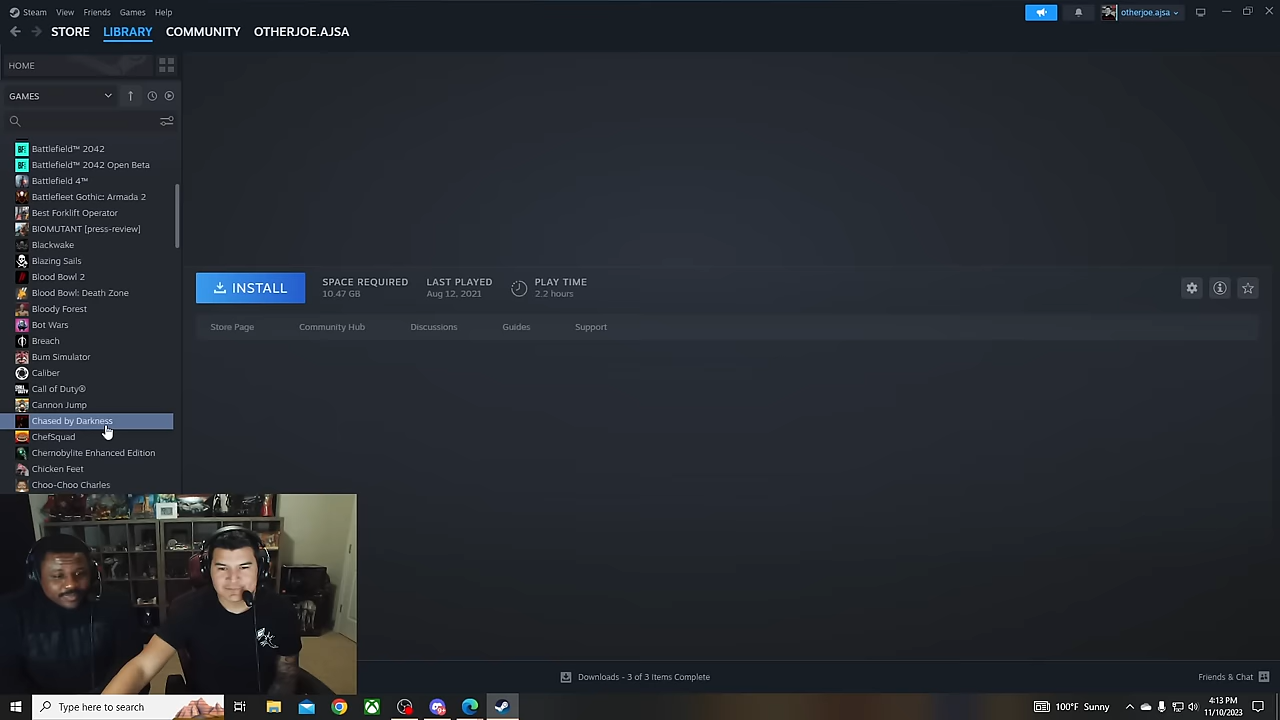 Steam View Friends Games Help
otherjoe.ajsa
STORE LIBRARY COMMUNITY OTHERJOE.AJSA
HOME
GAMES
Battlefield™ 2042
Battlefield™ 2042 Open Beta
Battlefield 4™
Battlefleet Gothic: Armada 2
Best Forklift Operator
BIOMUTANT [press-review]
Blackwake
Blazing Sails
Blood Bowl 2
Blood Bowl: Death Zone
Bloody Forest
Bot Wars
Breach
Bum Simulator
Caliber
Call of Duty®
Cannon Jump
Chased by Darkness
ChefSquad
Chernobylite Enhanced Edition
Chicken Feet
Choo-Choo Charles
INSTALL
SPACE REQUIRED
10.47 GB
LAST PLAYED
Aug 12, 2021
PLAY TIME
2.2 hours
Store Page Community Hub Discussions Guides Support
Downloads - 3 of 3 Items Complete
Friends & Chat
Type here to search
100°F Sunny
4:13 PM
11/10/2023